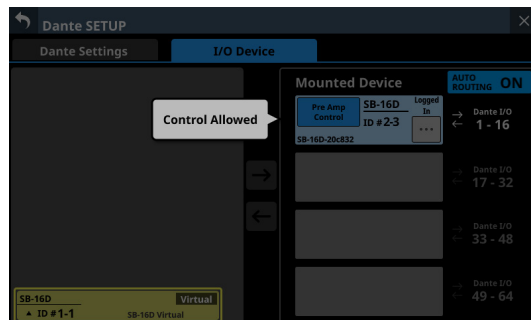 Dante SETUP
Dante Settings
I/O Device
Mounted Device
AUTO
ROUTING ON
Control Allowed
Pre Amp
Control
SB-16D
ID #2-3
Logged
In
...
SB-16D-20c832
Dante I/O
1 - 16
Dante I/O
17 - 32
Dante I/O
33 - 48
Dante I/O
49 - 64
SB-16D
Virtual
ID #1-1
SB-16D Virtual